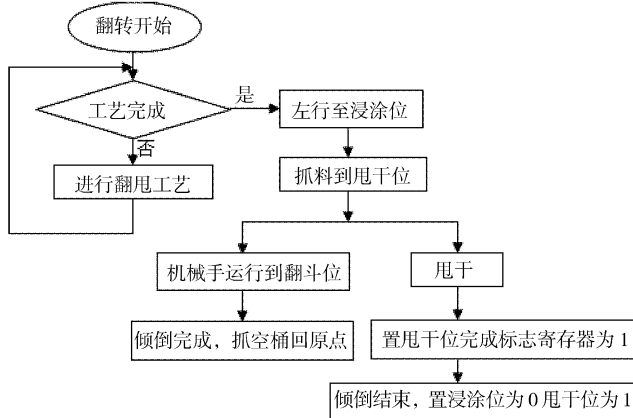 翻转开始
工艺完成
是
左行至浸涂位
否
进行翻甩工艺
抓料到甩干位
机械手运行到翻斗位
甩干
倾倒完成，抓空桶回原点
置甩干位完成标志寄存器为1
倾倒结束，置浸涂位为0甩干位为1